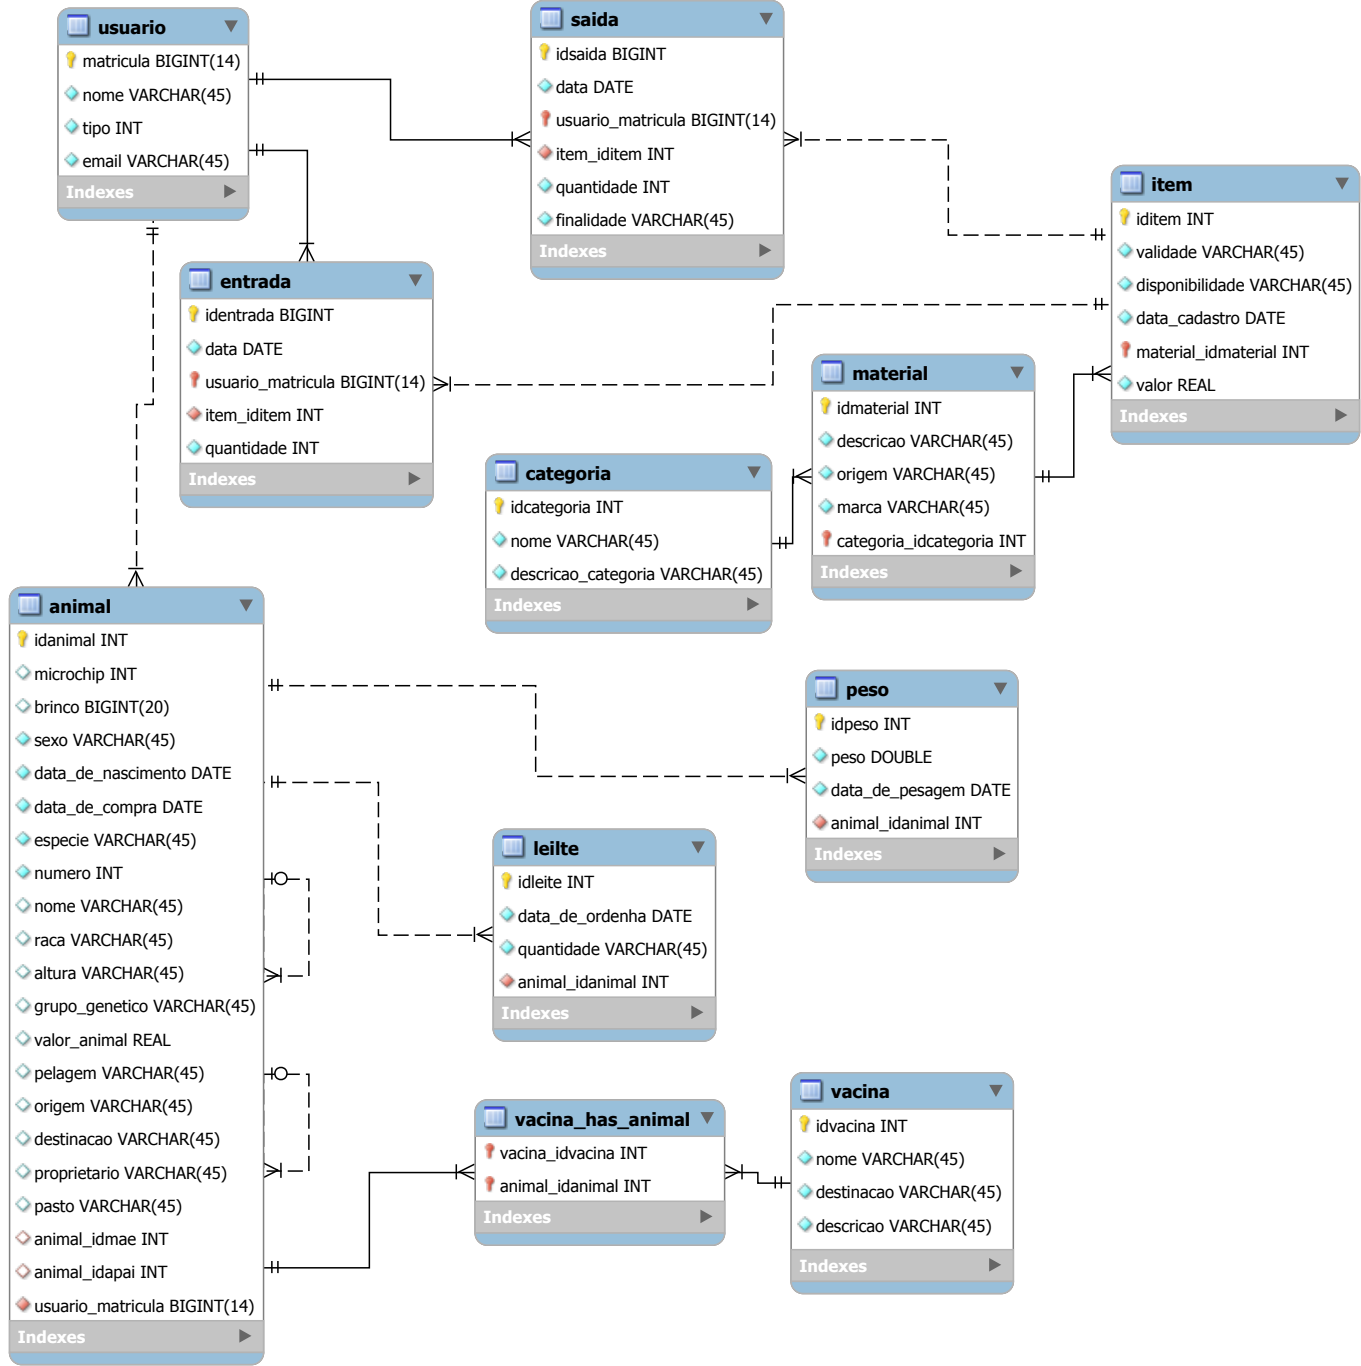 usuario
matricula BIGINT(14)
nome VARCHAR(45)
tipo INT
email VARCHAR(45)
Indexes
saida
idsaida BIGINT
data DATE
usuario_matricula BIGINT(14)
item_iditem INT
quantidade INT
finalidade VARCHAR(45)
Indexes
item
iditem INT
validade VARCHAR(45)
disponibilidade VARCHAR(45)
data_cadastro DATE
material_idmaterial INT
valor REAL
Indexes
entrada
identrada BIGINT
data DATE
usuario_matricula BIGINT(14)
item_iditem INT
quantidade INT
Indexes
material
idmaterial INT
descricao VARCHAR(45)
origem VARCHAR(45)
marca VARCHAR(45)
categoria_idcategoria INT
Indexes
categoria
idcategoria INT
nome VARCHAR(45)
descricao_categoria VARCHAR(45)
Indexes
animal
idanimal INT
microchip INT
brinco BIGINT(20)
sexo VARCHAR(45)
data_de_nascimento DATE
data_de_compra DATE
especie VARCHAR(45)
numero INT
nome VARCHAR(45)
raca VARCHAR(45)
altura VARCHAR(45)
grupo_genetico VARCHAR(45)
valor_animal REAL
pelagem VARCHAR(45)
origem VARCHAR(45)
destinacao VARCHAR(45)
proprietario VARCHAR(45)
pasto VARCHAR(45)
animal_idmae INT
animal_idapai INT
usuario_matricula BIGINT(14)
Indexes
peso
idpeso INT
peso DOUBLE
data_de_pesagem DATE
animal_idanimal INT
Indexes
leilte
idleite INT
data_de_ordenha DATE
quantidade VARCHAR(45)
animal_idanimal INT
Indexes
vacina_has_animal
vacina_idvacina INT
animal_idanimal INT
Indexes
vacina
idvacina INT
nome VARCHAR(45)
destinacao VARCHAR(45)
descricao VARCHAR(45)
Indexes